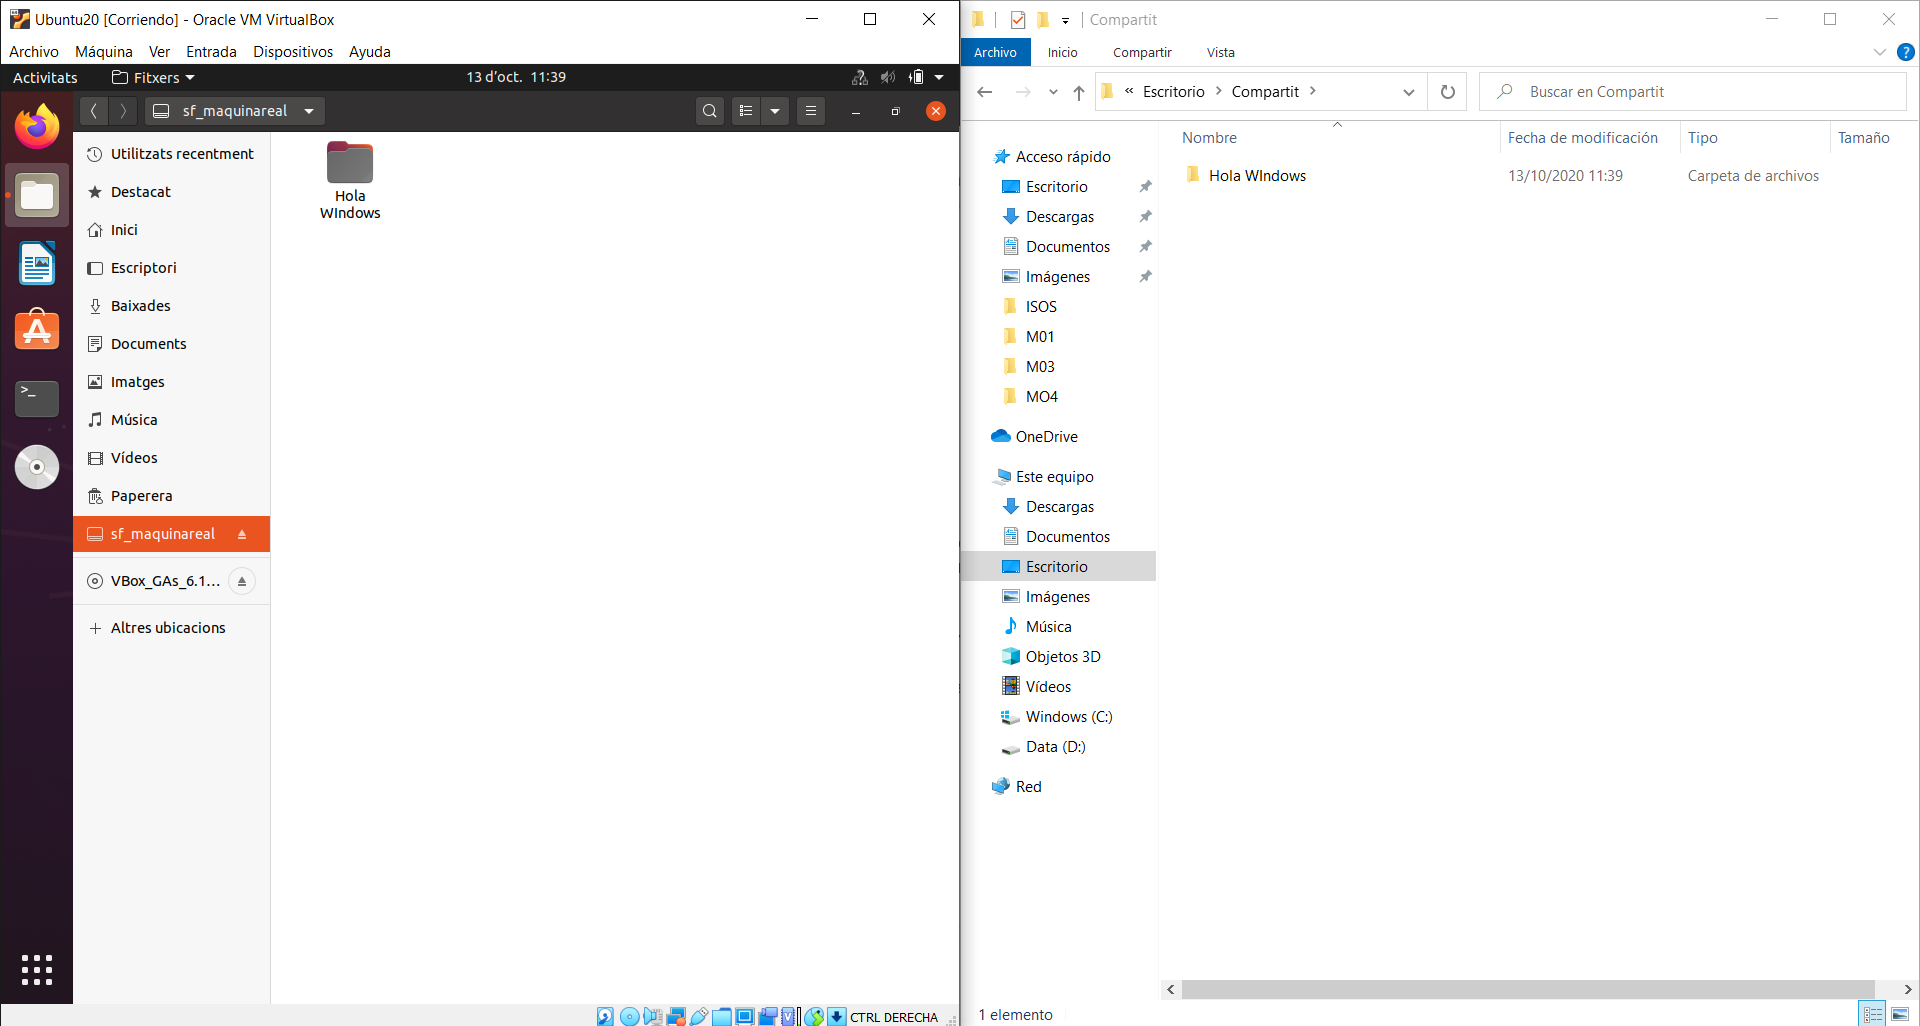 Ubuntu20 [Corriendo] - Oracle VM VirtualBox
Archivo Máquina Ver Entrada Dispositivos Ayuda
Activitats Fitxers 13 d’oct. 11:39
sf_maquinareal
Utilitzats recentment
Destacat
Inici
Escriptori
Baixades
Documents
Imatges
Música
Vídeos
Paperera
sf_maquinareal
VBox_GAs_6.1...
Altres ubicacions
Hola
WIndows
CTRL DERECHA
Compartit
Archivo Inicio Compartir Vista
« Escritorio > Compartit >
Buscar en Compartit
Acceso rápido
Escritorio
Descargas
Documentos
Imágenes
ISOS
M01
M03
MO4
OneDrive
Este equipo
Descargas
Documentos
Escritorio
Imágenes
Música
Objetos 3D
Vídeos
Windows (C:)
Data (D:)
Red
Nombre Fecha de modificación Tipo Tamaño
Hola WIndows 13/10/2020 11:39 Carpeta de archivos
1 elemento